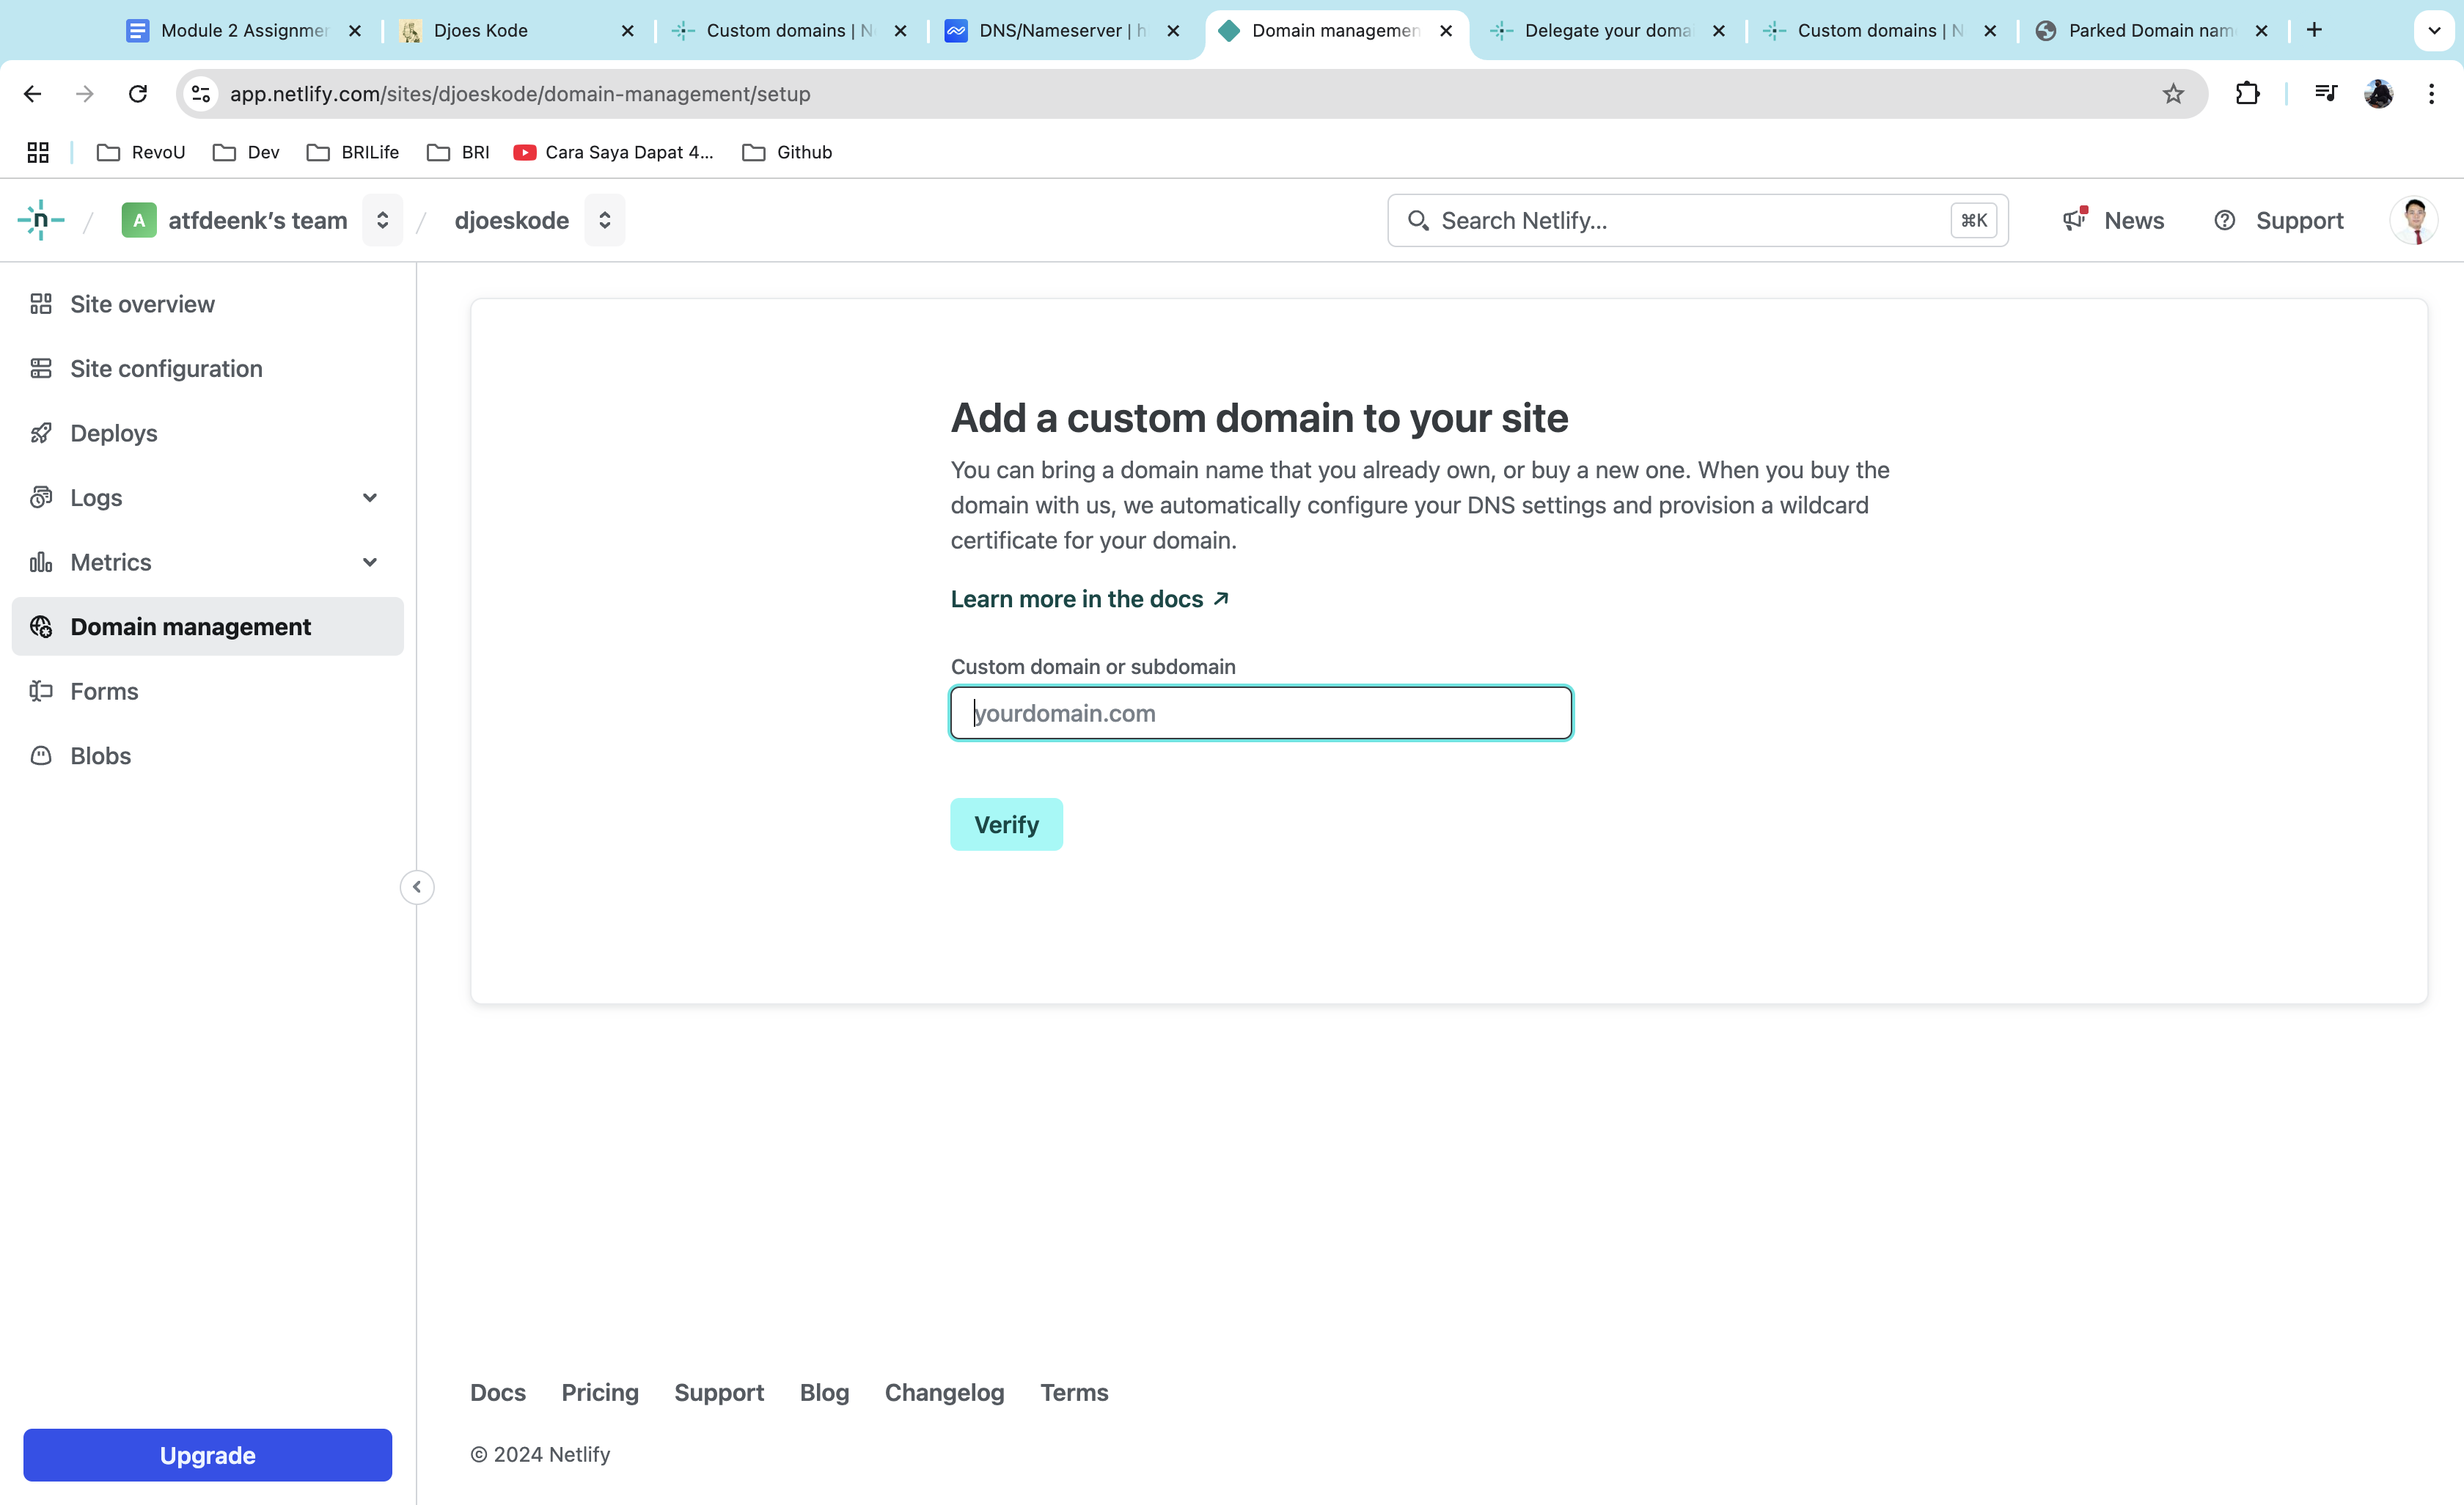 Module 2 Assignmen
Djoes Kode
Custom domains | N
DNS/Nameserver | h
Domain managemen
Delegate your doma
Custom domains | N
Parked Domain nam
app.netlify.com/sites/djoeskode/domain-management/setup
RevoU
Dev
BRILife
BRI
Cara Saya Dapat 4...
Github
n
A
atfdeenk’s team
djoeskode
Search Netlify...
⌘K
News
Support
Site overview
Site configuration
Deploys
Logs
Metrics
Domain management
Forms
Blobs
Add a custom domain to your site
You can bring a domain name that you already own, or buy a new one. When you buy the
domain with us, we automatically configure your DNS settings and provision a wildcard
certificate for your domain.
Learn more in the docs
Custom domain or subdomain
yourdomain.com
Verify
Docs
Pricing
Support
Blog
Changelog
Terms
Upgrade
© 2024 Netlify